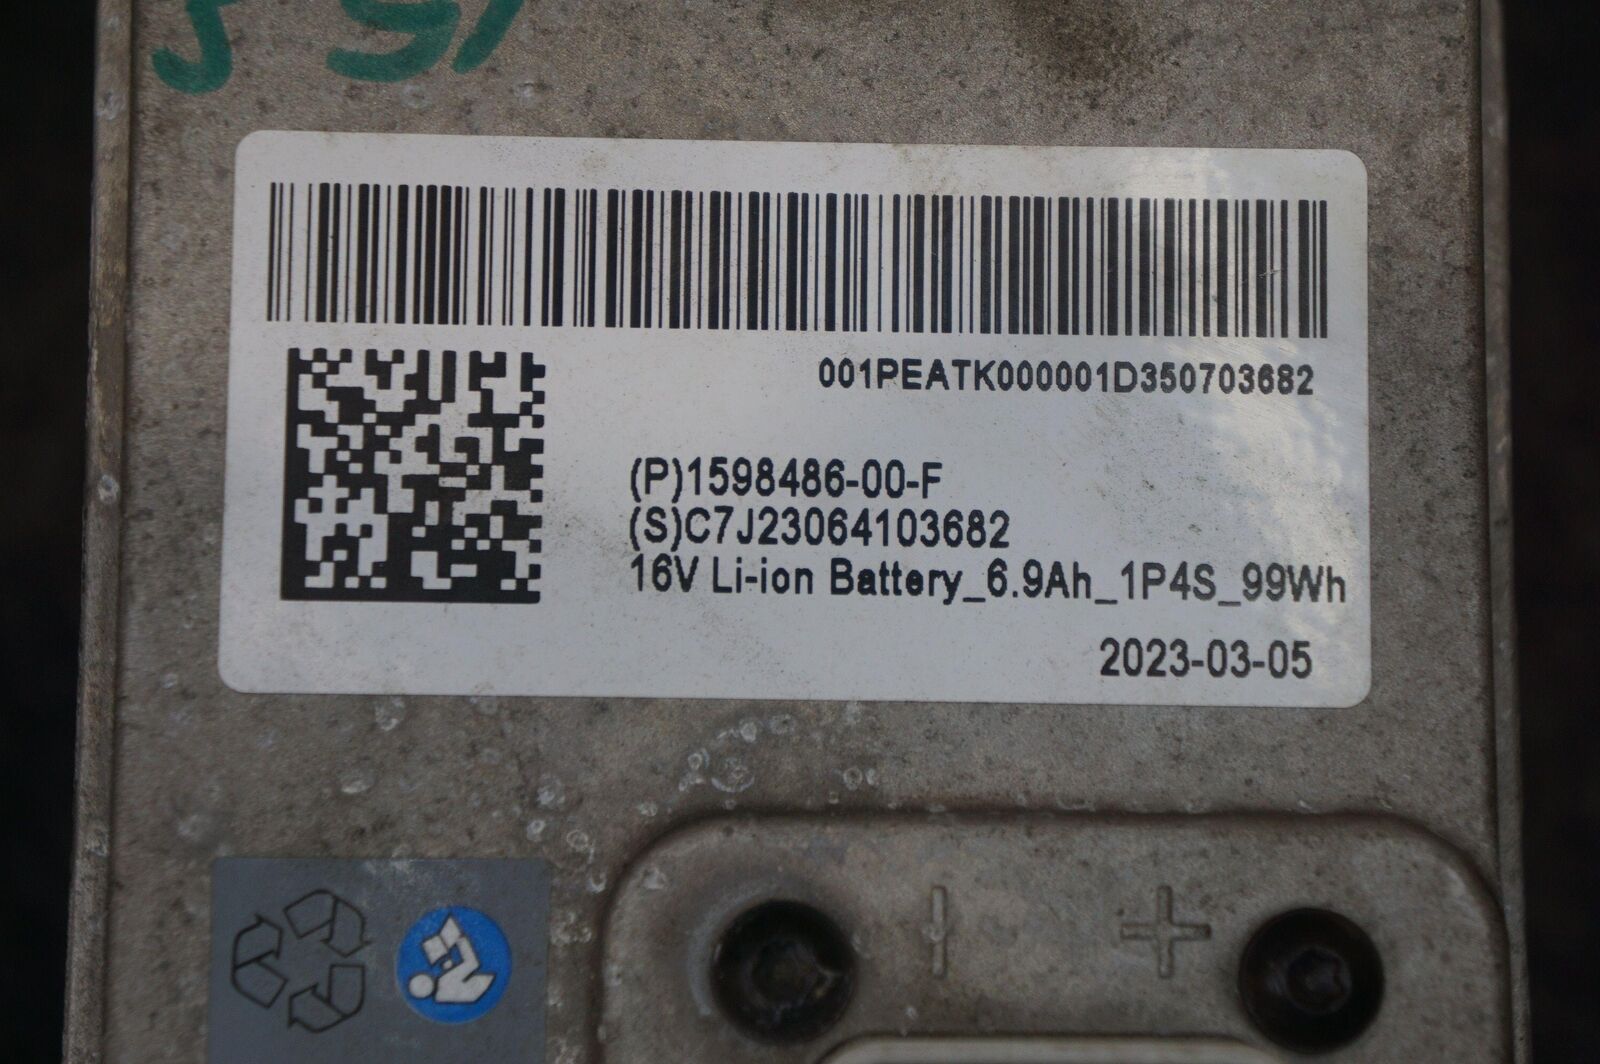 001PEATK000001D350703682
(P)1598486-00-F
(S)C7J23064103682
16V Li-ion Battery_6.9Ah_1P4S_99Wh
2023-03-05
− +